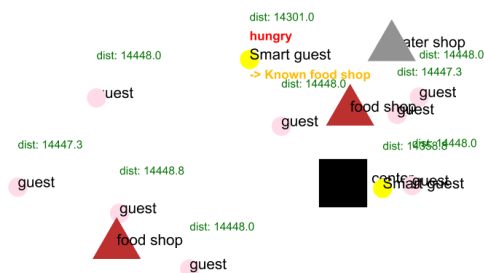 dist: 14301.0
hungry
Smart guest
-> Known food shop
ater shop
dist: 14448.0
dist: 14448.0
guest
dist: 14447.3
guest
guest
dist: 14448.0
food shop
guest
dist: 14447.3
guest
dist: 14448.0
center
Smart guest
guest
dist: 14448.8
guest
food shop
dist: 14448.0
guest